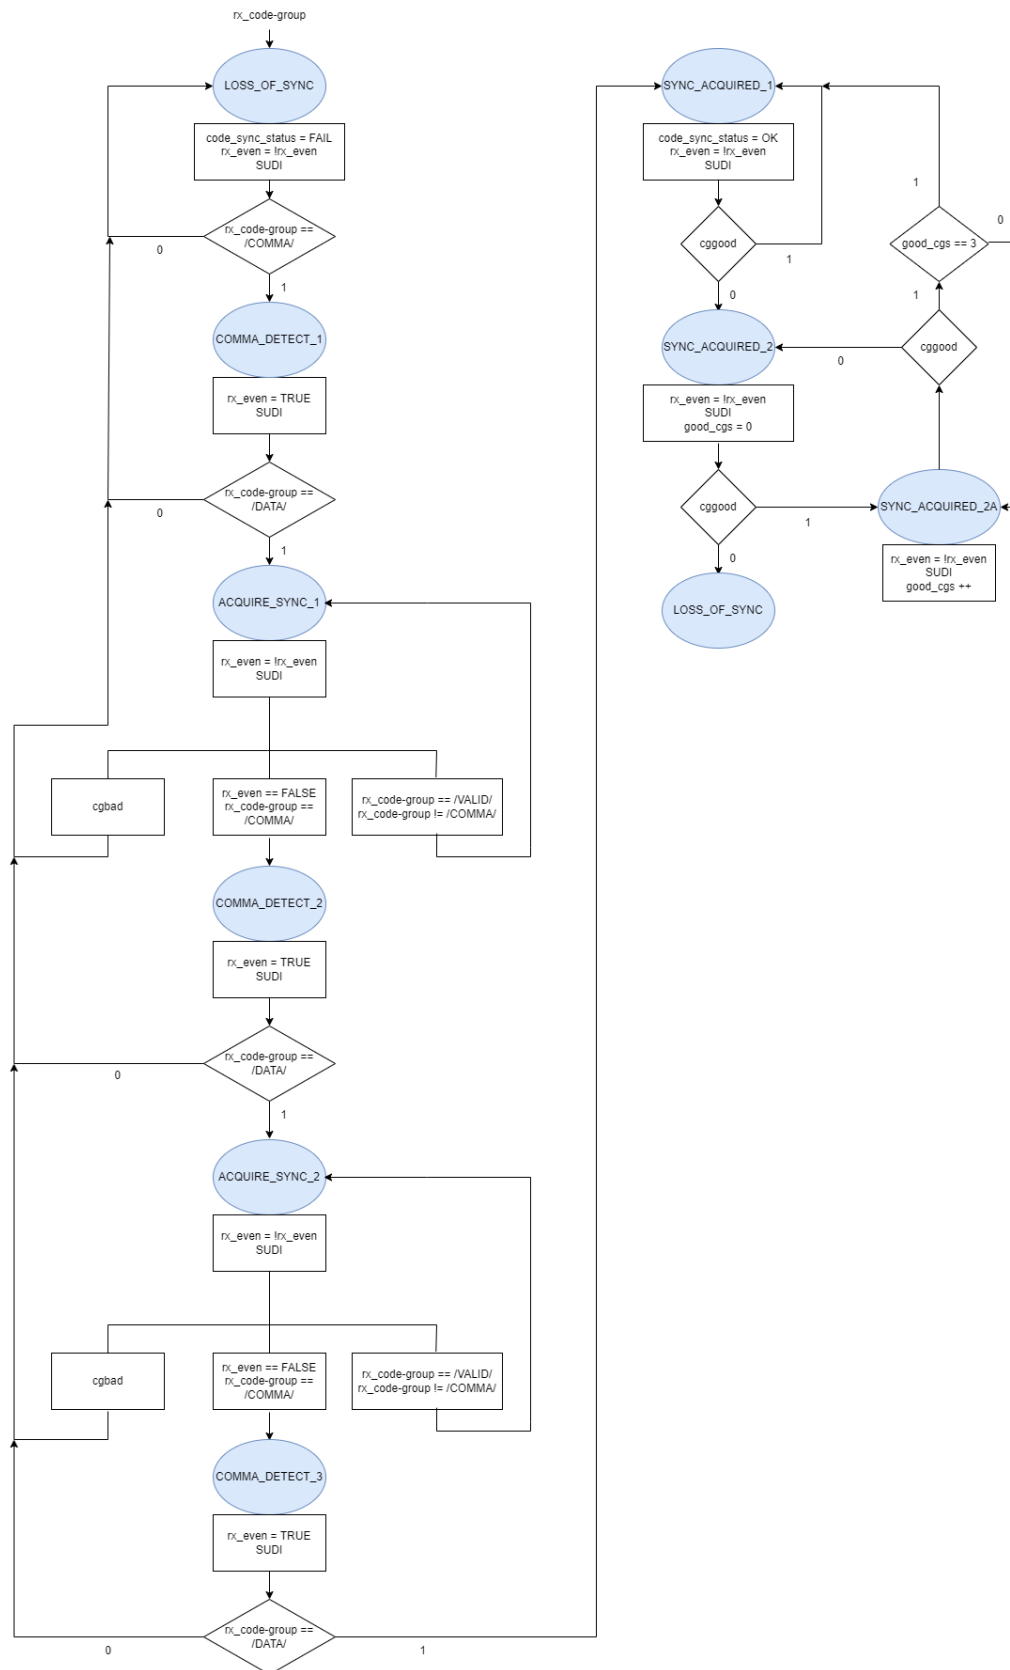 rx_code-group
LOSS_OF_SYNC
code_sync_status = FAIL
rx_even = !rx_even
SUDI
rx_code-group ==
/COMMA/
0
1
COMMA_DETECT_1
rx_even = TRUE
SUDI
rx_code-group ==
/DATA/
0
1
ACQUIRE_SYNC_1
rx_even = !rx_even
SUDI
cgbad
rx_even == FALSE
rx_code-group ==
/COMMA/
rx_code-group == /VALID/
rx_code-group != /COMMA/
COMMA_DETECT_2
rx_even = TRUE
SUDI
rx_code-group ==
/DATA/
0
1
ACQUIRE_SYNC_2
rx_even = !rx_even
SUDI
cgbad
rx_even == FALSE
rx_code-group ==
/COMMA/
rx_code-group == /VALID/
rx_code-group != /COMMA/
COMMA_DETECT_3
rx_even = TRUE
SUDI
rx_code-group ==
/DATA/
0
1
SYNC_ACQUIRED_1
code_sync_status = OK
rx_even = !rx_even
SUDI
cggood
1
0
SYNC_ACQUIRED_2
rx_even = !rx_even
SUDI
good_cgs = 0
cggood
1
0
LOSS_OF_SYNC
1
0
good_cgs == 3
1
cggood
0
SYNC_ACQUIRED_2A
rx_even = !rx_even
SUDI
good_cgs ++